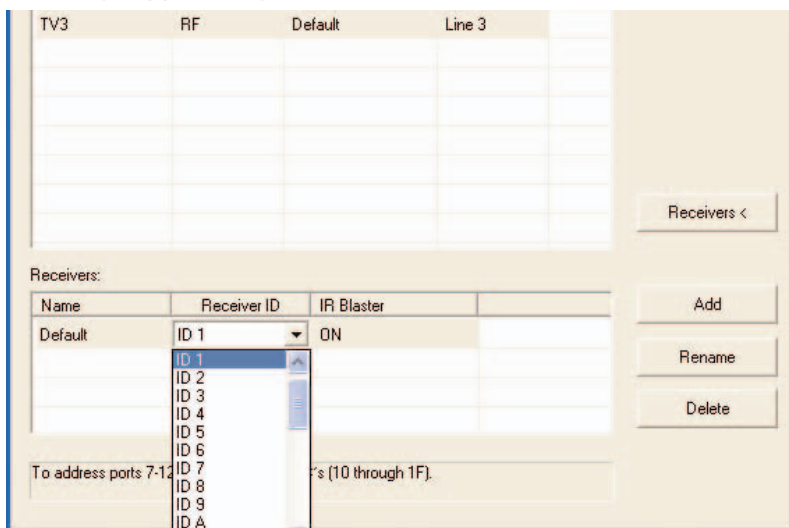 TV3 RF Default Line 3
Receivers <
Receivers:
Name Receiver ID IR Blaster
Add
Default ID 1 ON
Rename
Delete
ID 1
ID 2
ID 3
ID 4
ID 5
ID 6
ID 7
ID 8
ID 9
ID A
To address ports 7-12 's (10 through 1F).